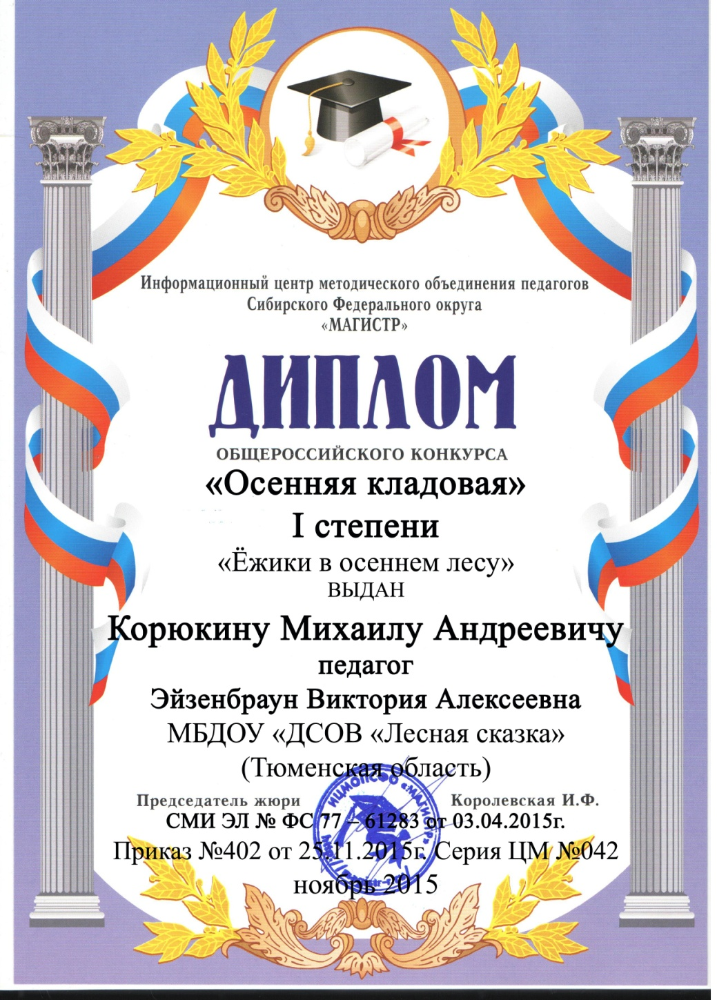 Информационный центр методического объединения педагогов
Сибирского Федерального округа
«МАГИСТР»
ДИПЛОМ
ОБЩЕРОССИЙСКОГО КОНКУРСА
«Осенняя кладовая»
I степени
«Ёжики в осеннем лесу»
ВЫДАН
Корюкину Михаилу Андреевичу
педагог
Эйзенбраун Виктория Алексеевна
МБДОУ «ДСОВ «Лесная сказка»
(Тюменская область)
ИЦМОПСФО «МАГИСТР»
Председатель жюри Королевская И.Ф.
СМИ ЭЛ № ФС 77 – 61283 от 03.04.2015г.
Приказ №402 от 25.11.2015г. Серия ЦМ №042
ноябрь 2015